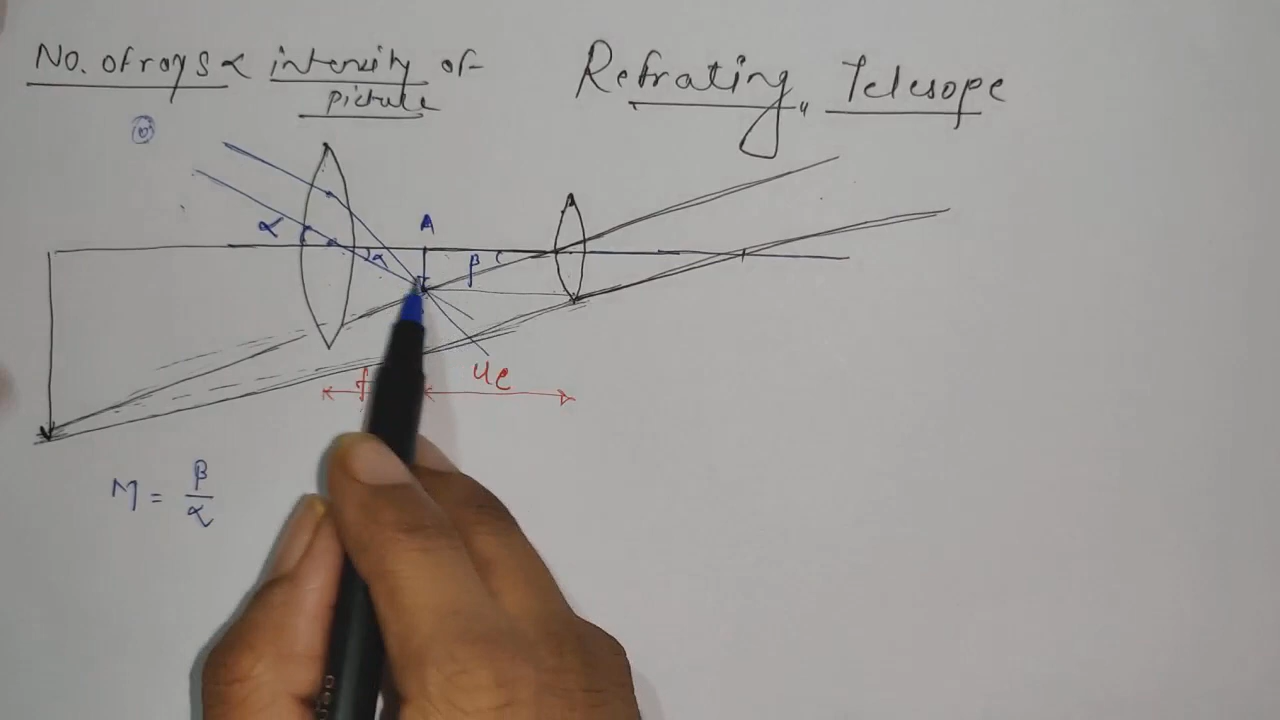 No. of rays ∝ intensity of
picture
Refrating Telesope
α
α
A
β
f
ue
M = β/α